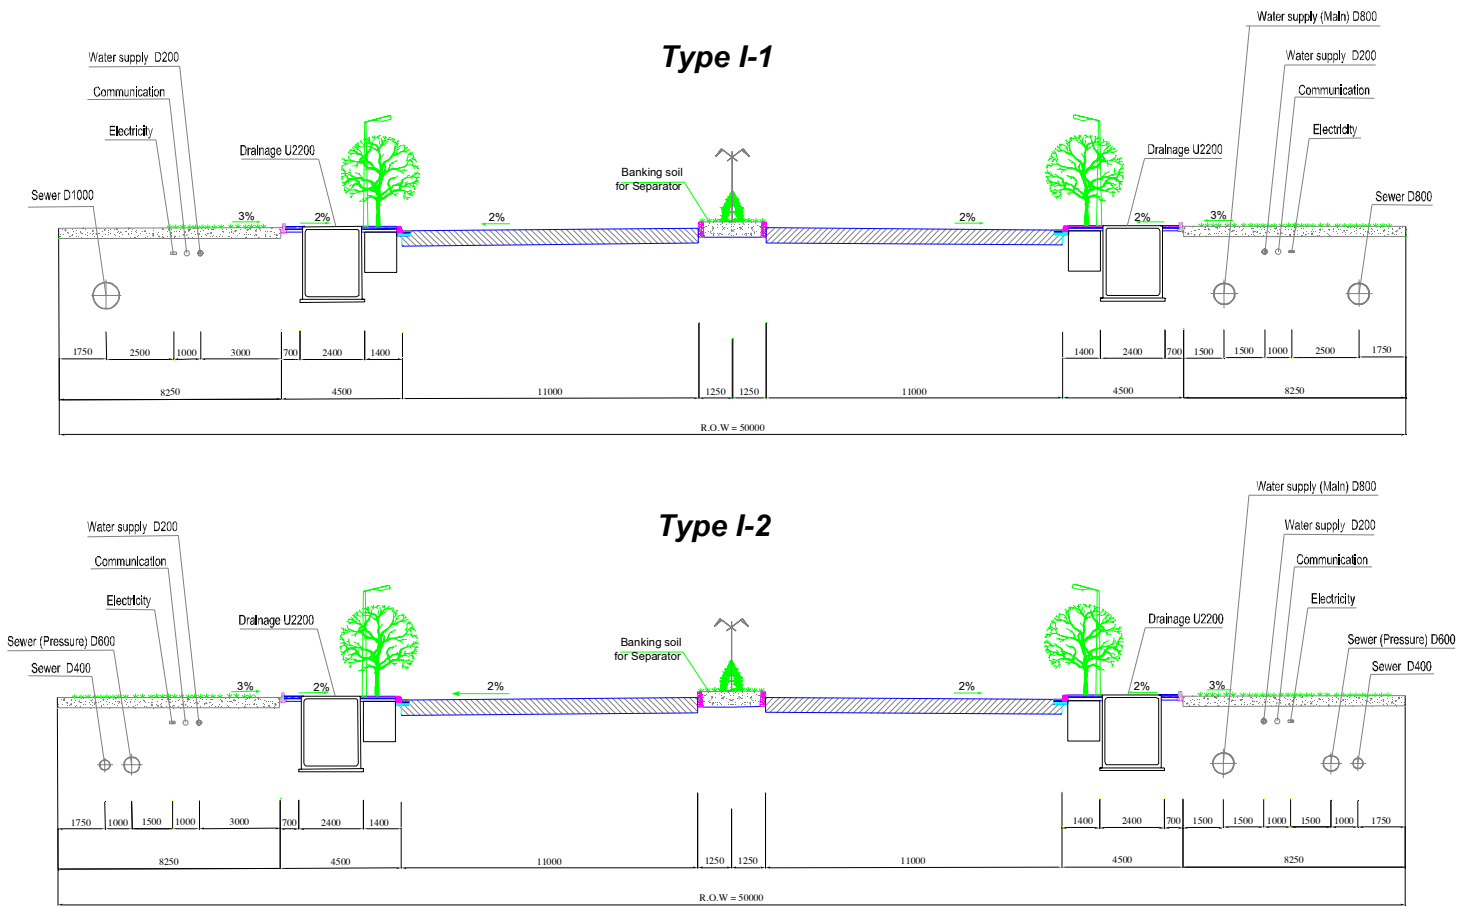 Type I-1
Water supply D200
Communication
Electricity
Sewer D1000
Drainage U2200
Banking soil
for Separator
Water supply (Main) D800
Water supply D200
Communication
Electricity
Drainage U2200
Sewer D800
3% 2% 2% 2% 2% 3%
1750 2500 1000 3000 700 2400 1400 1400 2400 700 1500 1500 1000 2500 1750
8250 4500 11000 1250 1250 11000 4500 8250
R.O.W = 50000
Type I-2
Water supply D200
Communication
Electricity
Sewer (Pressure) D600
Sewer D400
Drainage U2200
Banking soil
for Separator
Water supply (Main) D800
Water supply D200
Communication
Electricity
Drainage U2200
Sewer (Pressure) D600
Sewer D400
3% 2% 2% 2% 2% 3%
1750 1000 1500 1000 3000 700 2400 1400 1400 2400 700 1500 1500 1000 1500 1000 1750
8250 4500 11000 1250 1250 11000 4500 8250
R.O.W = 50000